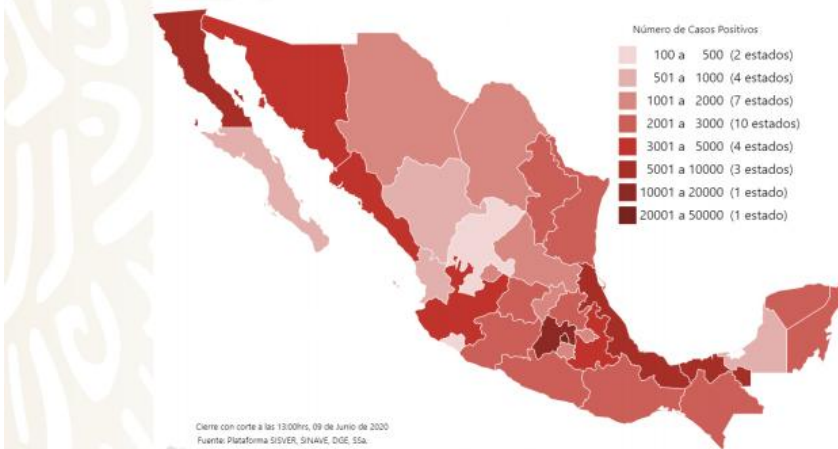 Número de Casos Positivos
100 a 500 (2 estados)
501 a 1000 (4 estados)
1001 a 2000 (7 estados)
2001 a 3000 (10 estados)
3001 a 5000 (4 estados)
5001 a 10000 (3 estados)
10001 a 20000 (1 estado)
20001 a 50000 (1 estado)
Cierre con corte a las 13:00hrs, 09 de Junio de 2020
Fuente: Plataforma SISVER, SINAVE, DGE, SSa.